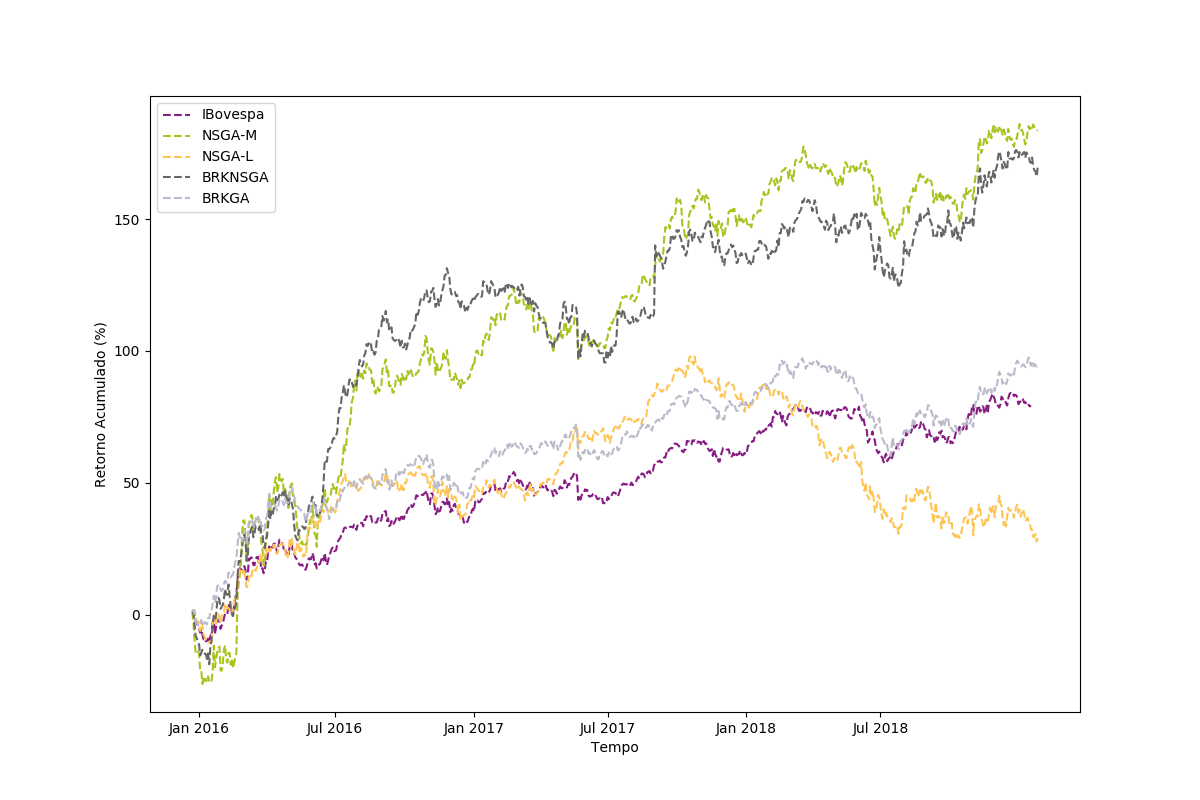 IBovespa
NSGA-M
NSGA-L
BRKNSGA
BRKGA
Retorno Acumulado (%)
150
100
50
0
Jan 2016
Jul 2016
Jan 2017
Jul 2017
Jan 2018
Jul 2018
Tempo